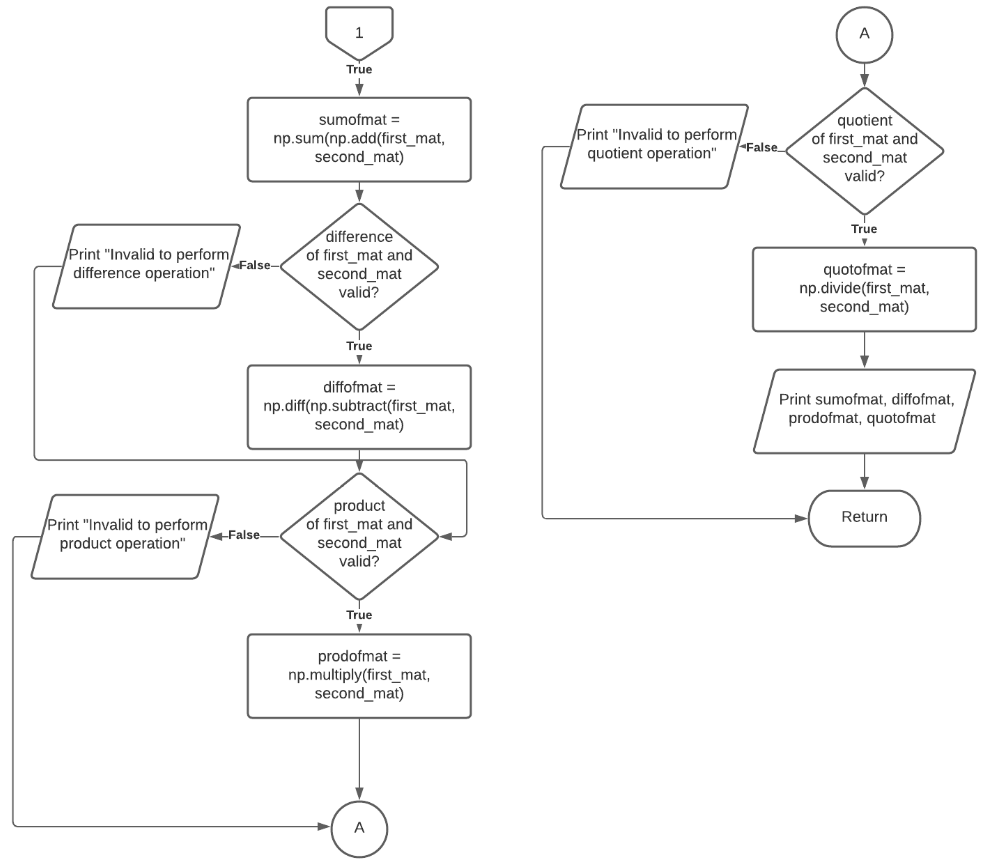 1
True
sumofmat =
np.sum(np.add(first_mat,
second_mat)
difference
of first_mat and
second_mat
valid?
False
Print "Invalid to perform
difference operation"
True
diffofmat =
np.diff(np.subtract(first_mat,
second_mat)
product
of first_mat and
second_mat
valid?
False
Print "Invalid to perform
product operation"
True
prodofmat =
np.multiply(first_mat,
second_mat)
A
A
quotient
of first_mat and
second_mat
valid?
False
Print "Invalid to perform
quotient operation"
True
quotofmat =
np.divide(first_mat,
second_mat)
Print sumofmat, diffofmat,
prodofmat, quotofmat
Return